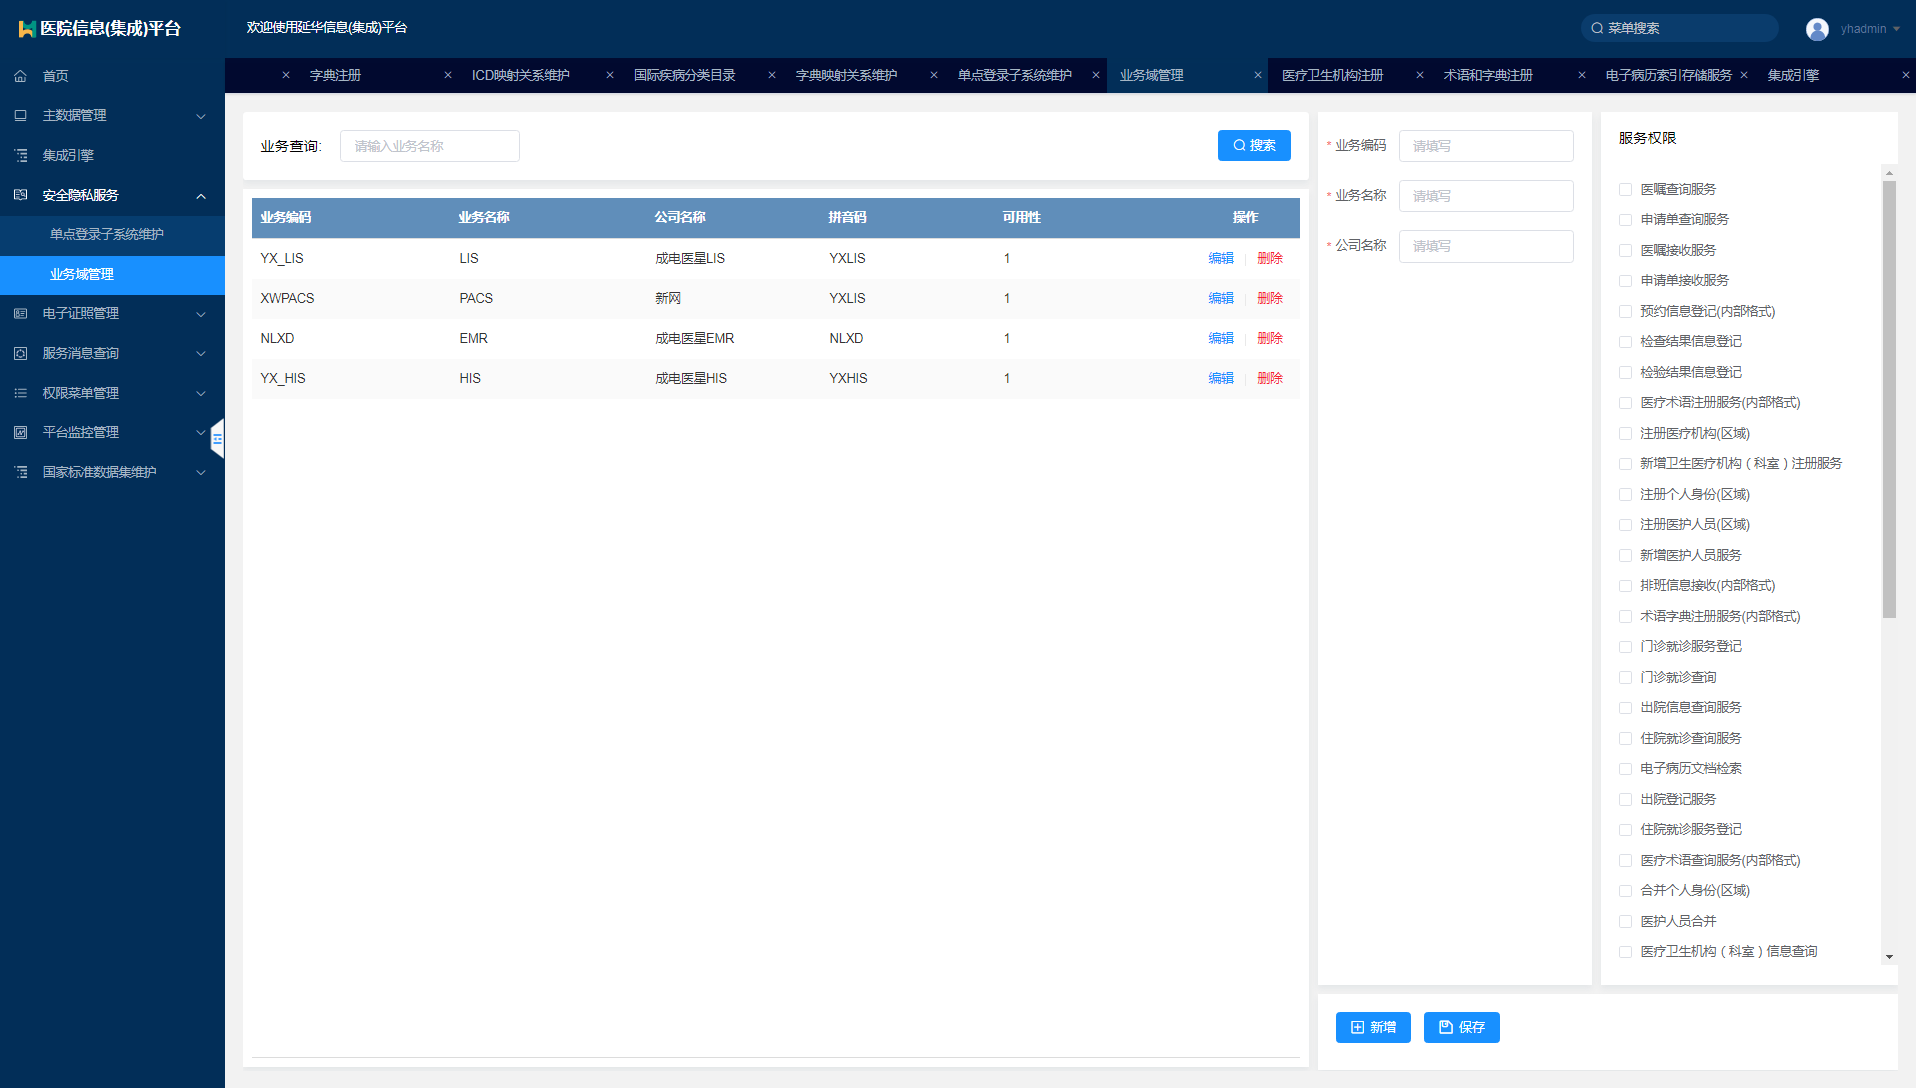 医院信息(集成)平台
欢迎使用延华信息(集成)平台
菜单搜索
yhadmin
首页
主数据管理
集成引擎
安全隐私服务
单点登录子系统维护
业务域管理
电子证照管理
服务消息查询
权限菜单管理
平台监控管理
国家标准数据集维护
字典注册
ICD映射关系维护
国际疾病分类目录
字典映射关系维护
单点登录子系统维护
业务域管理
医疗卫生机构注册
术语和字典注册
电子病历索引存储服务
集成引擎
业务查询: 请输入业务名称 搜索
业务编码 业务名称 公司名称 拼音码 可用性 操作
YX_LIS LIS 成电医星LIS YXLIS 1 编辑 删除
XWPACS PACS 新网 YXLIS 1 编辑 删除
NLXD EMR 成电医星EMR NLXD 1 编辑 删除
YX_HIS HIS 成电医星HIS YXHIS 1 编辑 删除
* 业务编码 请填写
* 业务名称 请填写
* 公司名称 请填写
服务权限
医嘱查询服务
申请单查询服务
医嘱接收服务
申请单接收服务
预约信息登记(内部格式)
检查结果信息登记
检验结果信息登记
医疗术语注册服务(内部格式)
注册医疗机构(区域)
新增卫生医疗机构（科室）注册服务
注册个人身份(区域)
注册医护人员(区域)
新增医护人员服务
排班信息接收(内部格式)
术语字典注册服务(内部格式)
门诊就诊服务登记
门诊就诊查询
出院信息查询服务
住院就诊查询服务
电子病历文档检索
出院登记服务
住院就诊服务登记
医疗术语查询服务(内部格式)
合并个人身份(区域)
医护人员合并
医疗卫生机构（科室）信息查询
新增 保存